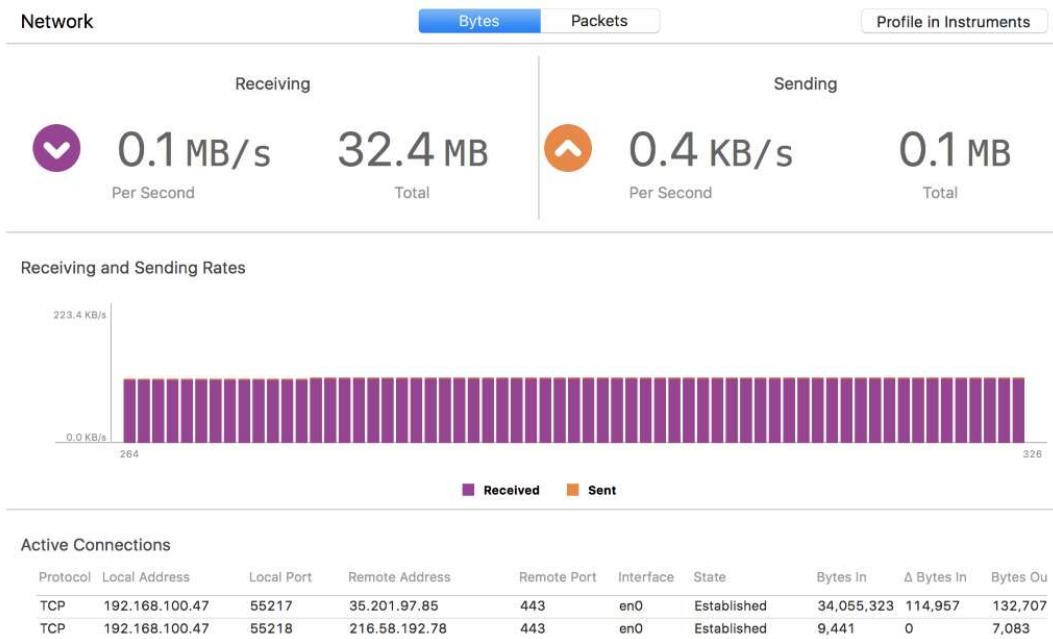 Network Bytes Packets Profile in Instruments
Receiving Sending
0.1 MB/s 32.4 MB 0.4 KB/s 0.1 MB
Per Second Total Per Second Total
Receiving and Sending Rates
223.4 KB/s
0.0 KB/s
264 326
Received Sent
Active Connections
Protocol Local Address Local Port Remote Address Remote Port Interface State Bytes In Δ Bytes In Bytes Ou
TCP 192.168.100.47 55217 35.201.97.85 443 en0 Established 34,055,323 114,957 132,707
TCP 192.168.100.47 55218 216.58.192.78 443 en0 Established 9,441 0 7,083